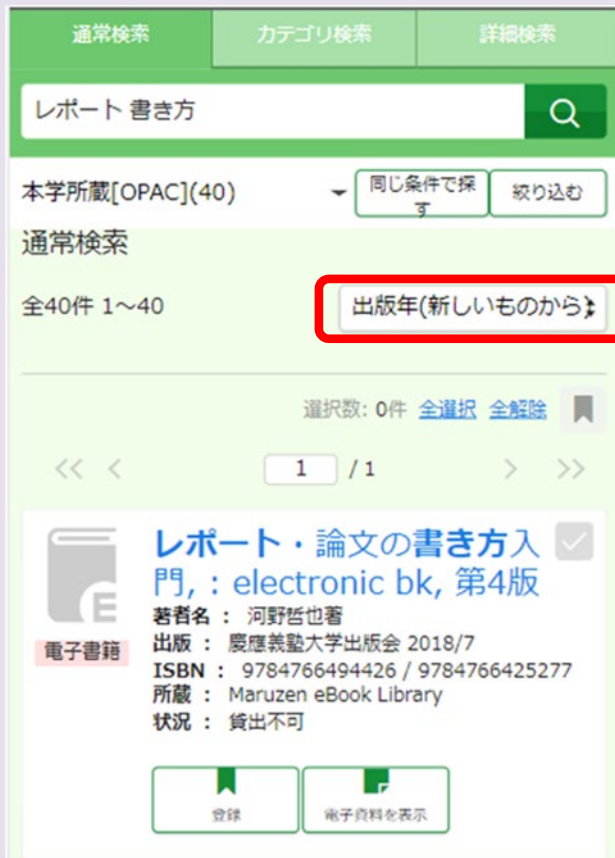 通常検索 カテゴリ検索 詳細検索
レポート 書き方
本学所蔵[OPAC](40) 同じ条件で探す 絞り込む
通常検索
全40件 1～40 出版年(新しいものから)
選択数: 0件 全選択 全解除
<< < 1 / 1 > >>
レポート・論文の書き方入
門, : electronic bk, 第4版
E
電子書籍
著者名 : 河野哲也著
出版 : 慶應義塾大学出版会 2018/7
ISBN : 9784766494426 / 9784766425277
所蔵 : Maruzen eBook Library
状況 : 貸出不可
登録 電子資料を表示